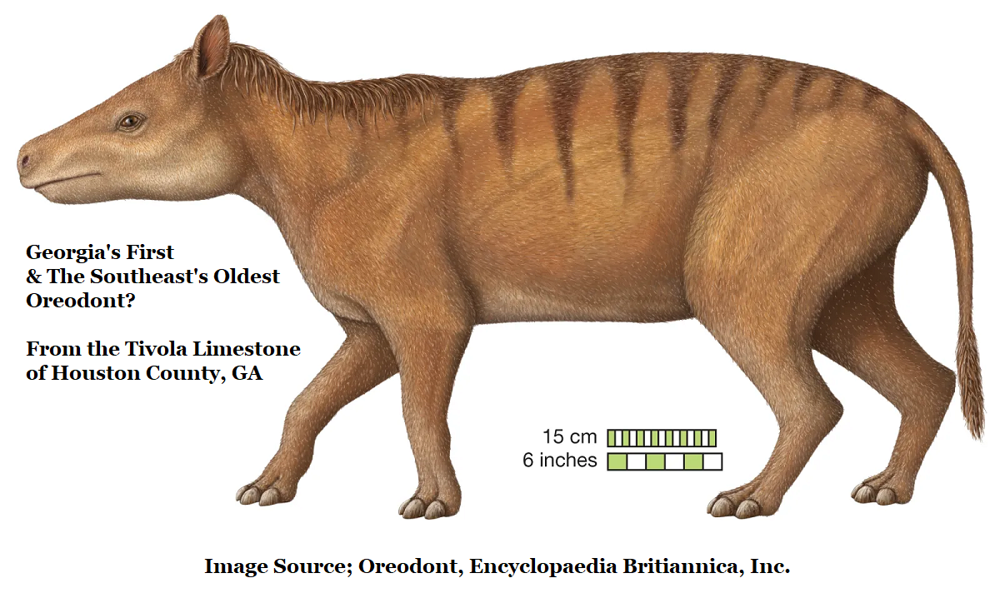 Georgia's First
& The Southeast's Oldest
Oreodont?
From the Tivola Limestone
of Houston County, GA
15 cm
6 inches
Image Source; Oreodont, Encyclopaedia Britiannica, Inc.